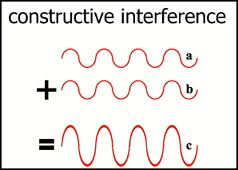 constructive interference
a
+ b
= c